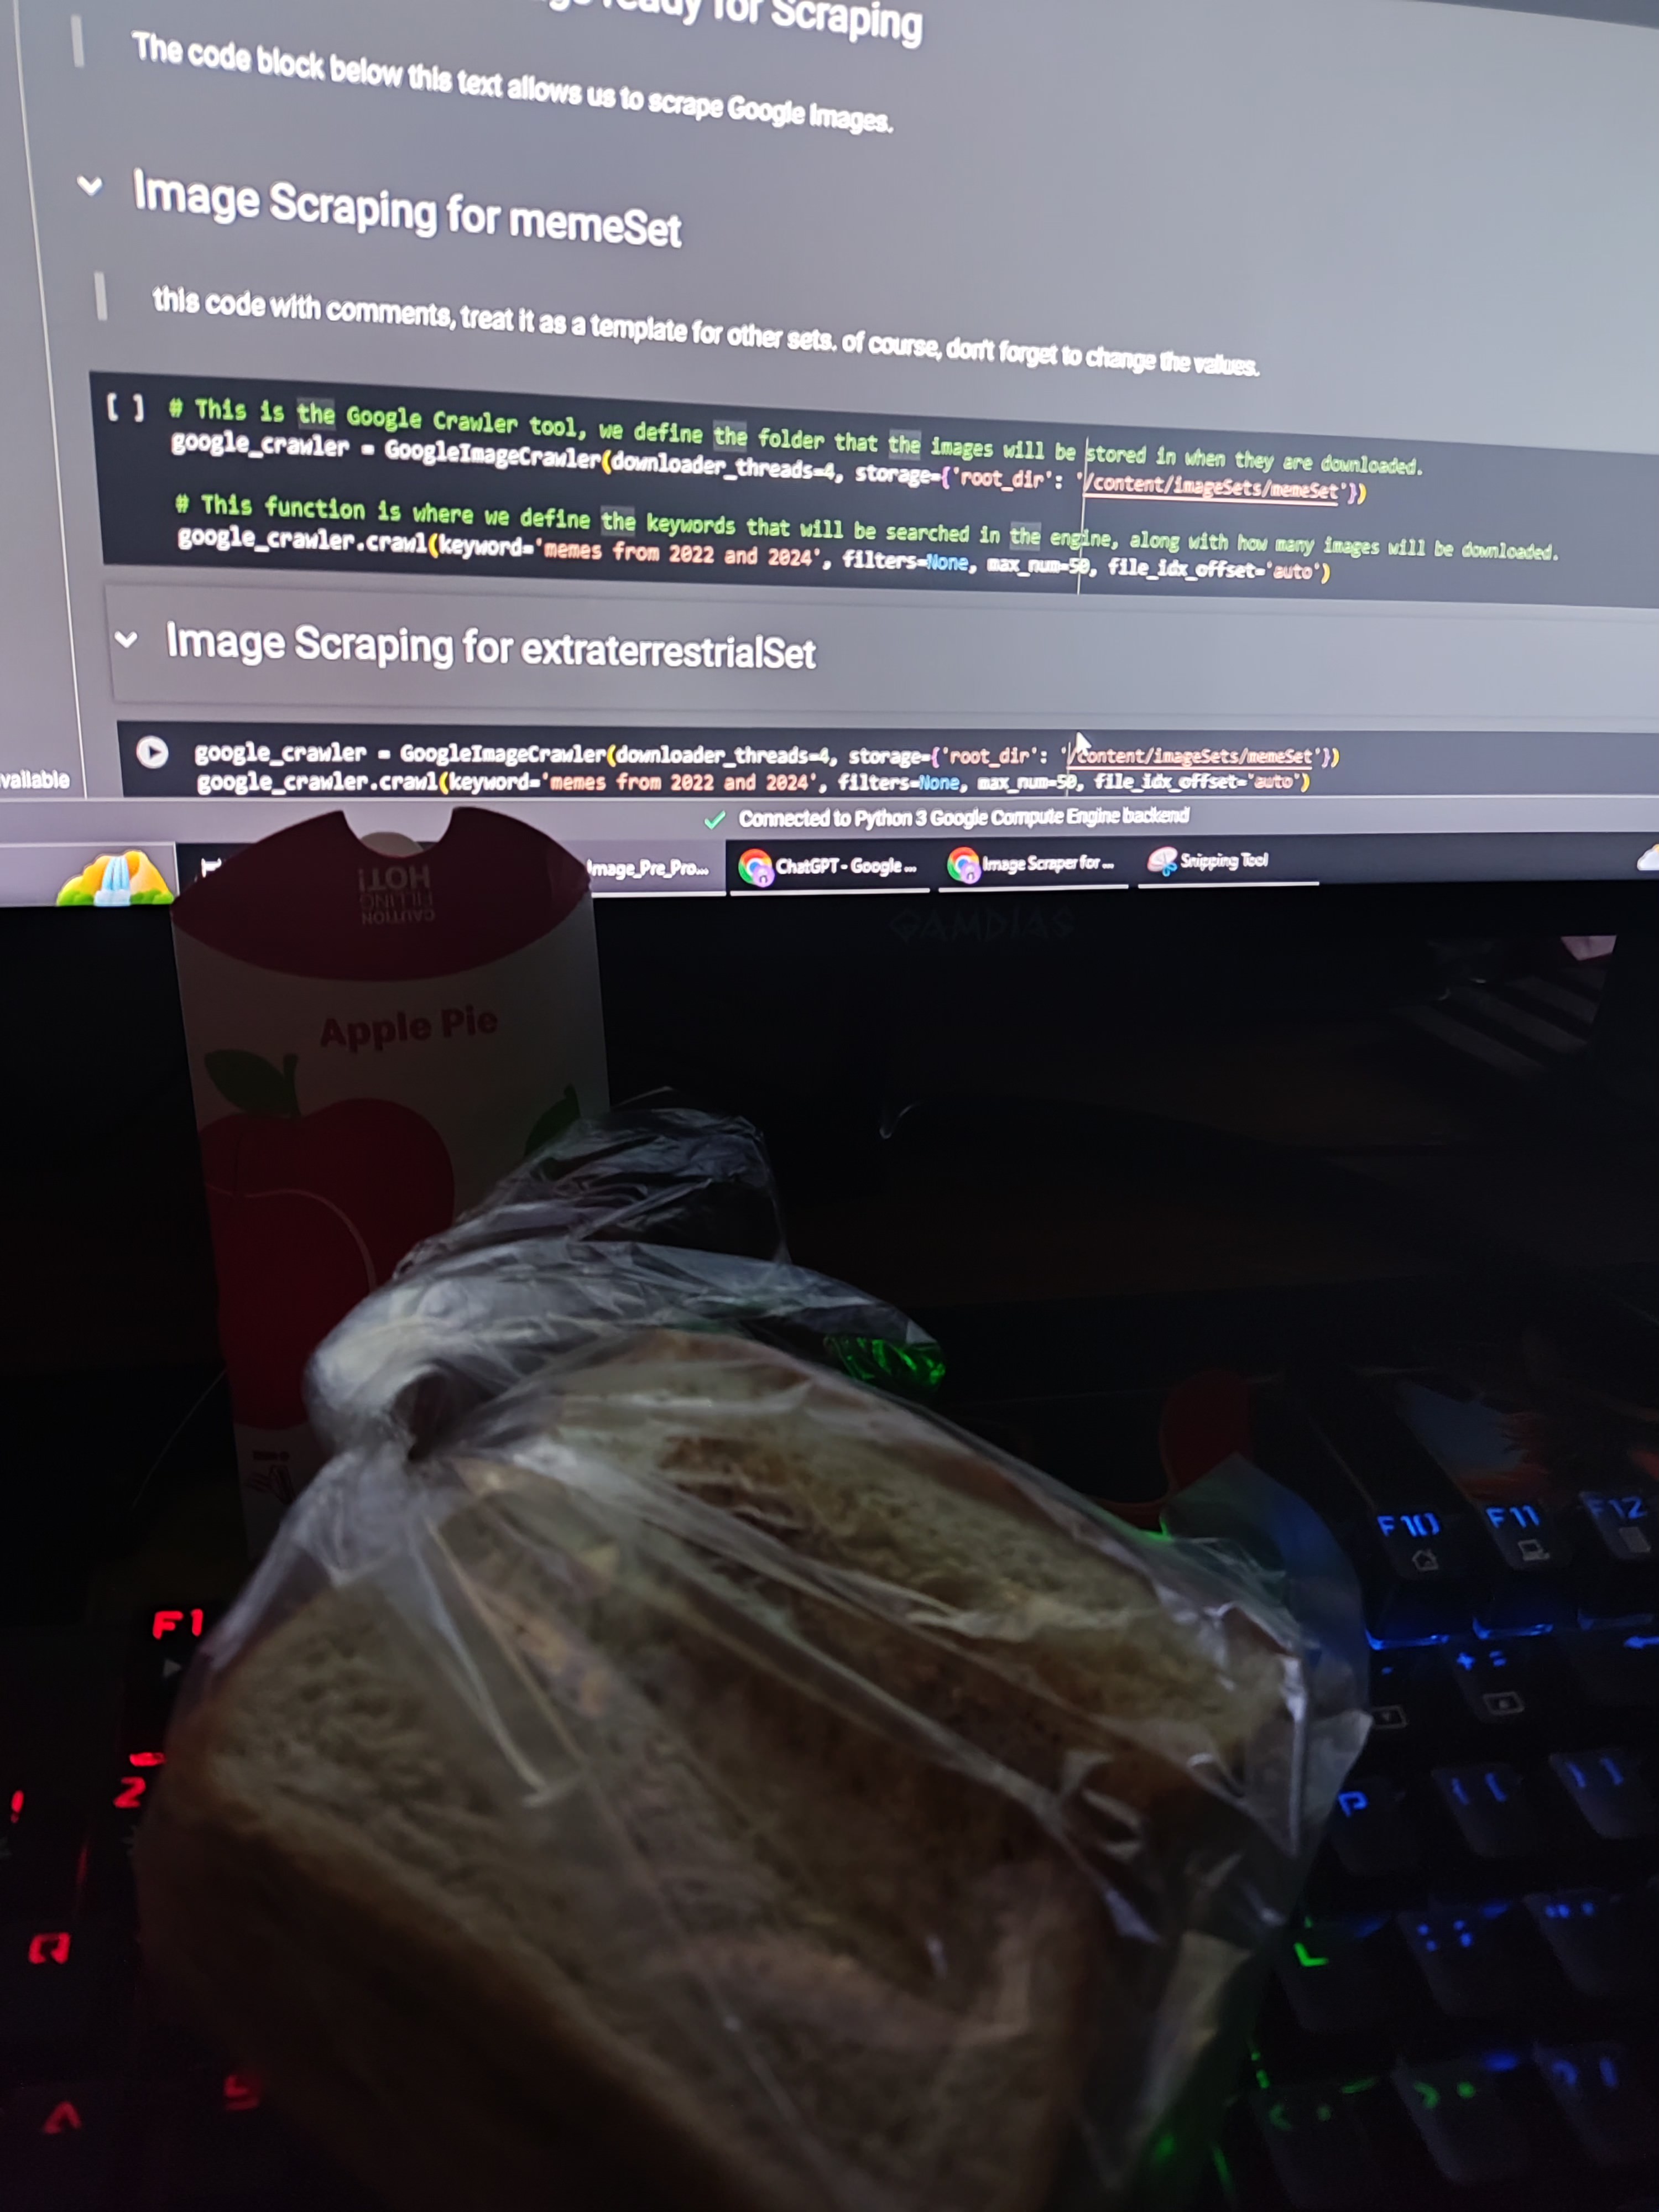 ready for Scraping
The code block below this text allows us to scrape Google Images.
Image Scraping for memeSet
this code with comments, treat it as a template for other sets. of course, don't forget to change the values.
[ ] # This is the Google Crawler tool, we define the folder that the images will be stored in when they are downloaded.
google_crawler = GoogleImageCrawler(downloader_threads=4, storage={'root_dir': '/content/imageSets/memeSet'})
# This function is where we define the keywords that will be searched in the engine, along with how many images will be downloaded.
google_crawler.crawl(keyword='memes from 2022 and 2024', filters=None, max_num=50, file_idx_offset='auto')
Image Scraping for extraterrestrialSet
google_crawler = GoogleImageCrawler(downloader_threads=4, storage={'root_dir': '/content/imageSets/memeSet'})
google_crawler.crawl(keyword='memes from 2022 and 2024', filters=None, max_num=50, file_idx_offset='auto')
vailable
Connected to Python 3 Google Compute Engine backend
Image_Pre_Pro...
ChatGPT - Google ...
Image Scraper for ...
Snipping Tool
HOT!
FILLING
CAUTION
GAMDIAS
Apple Pie
F10 F11 F12
F1
- + =
! 2
P { [ } ]
L : ; " '
< > .